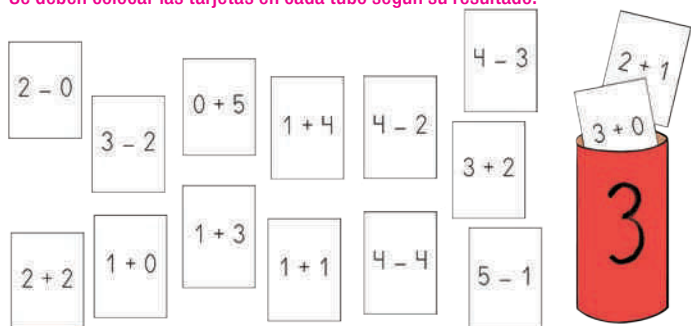 Se deben colocar las tarjetas en cada tubo según su resultado.
2 – 0
3 – 2
0 + 5
1 + 4
4 – 2
4 – 3
3 + 2
2 + 1
3 + 0
3
2 + 2
1 + 0
1 + 3
1 + 1
4 – 4
5 – 1